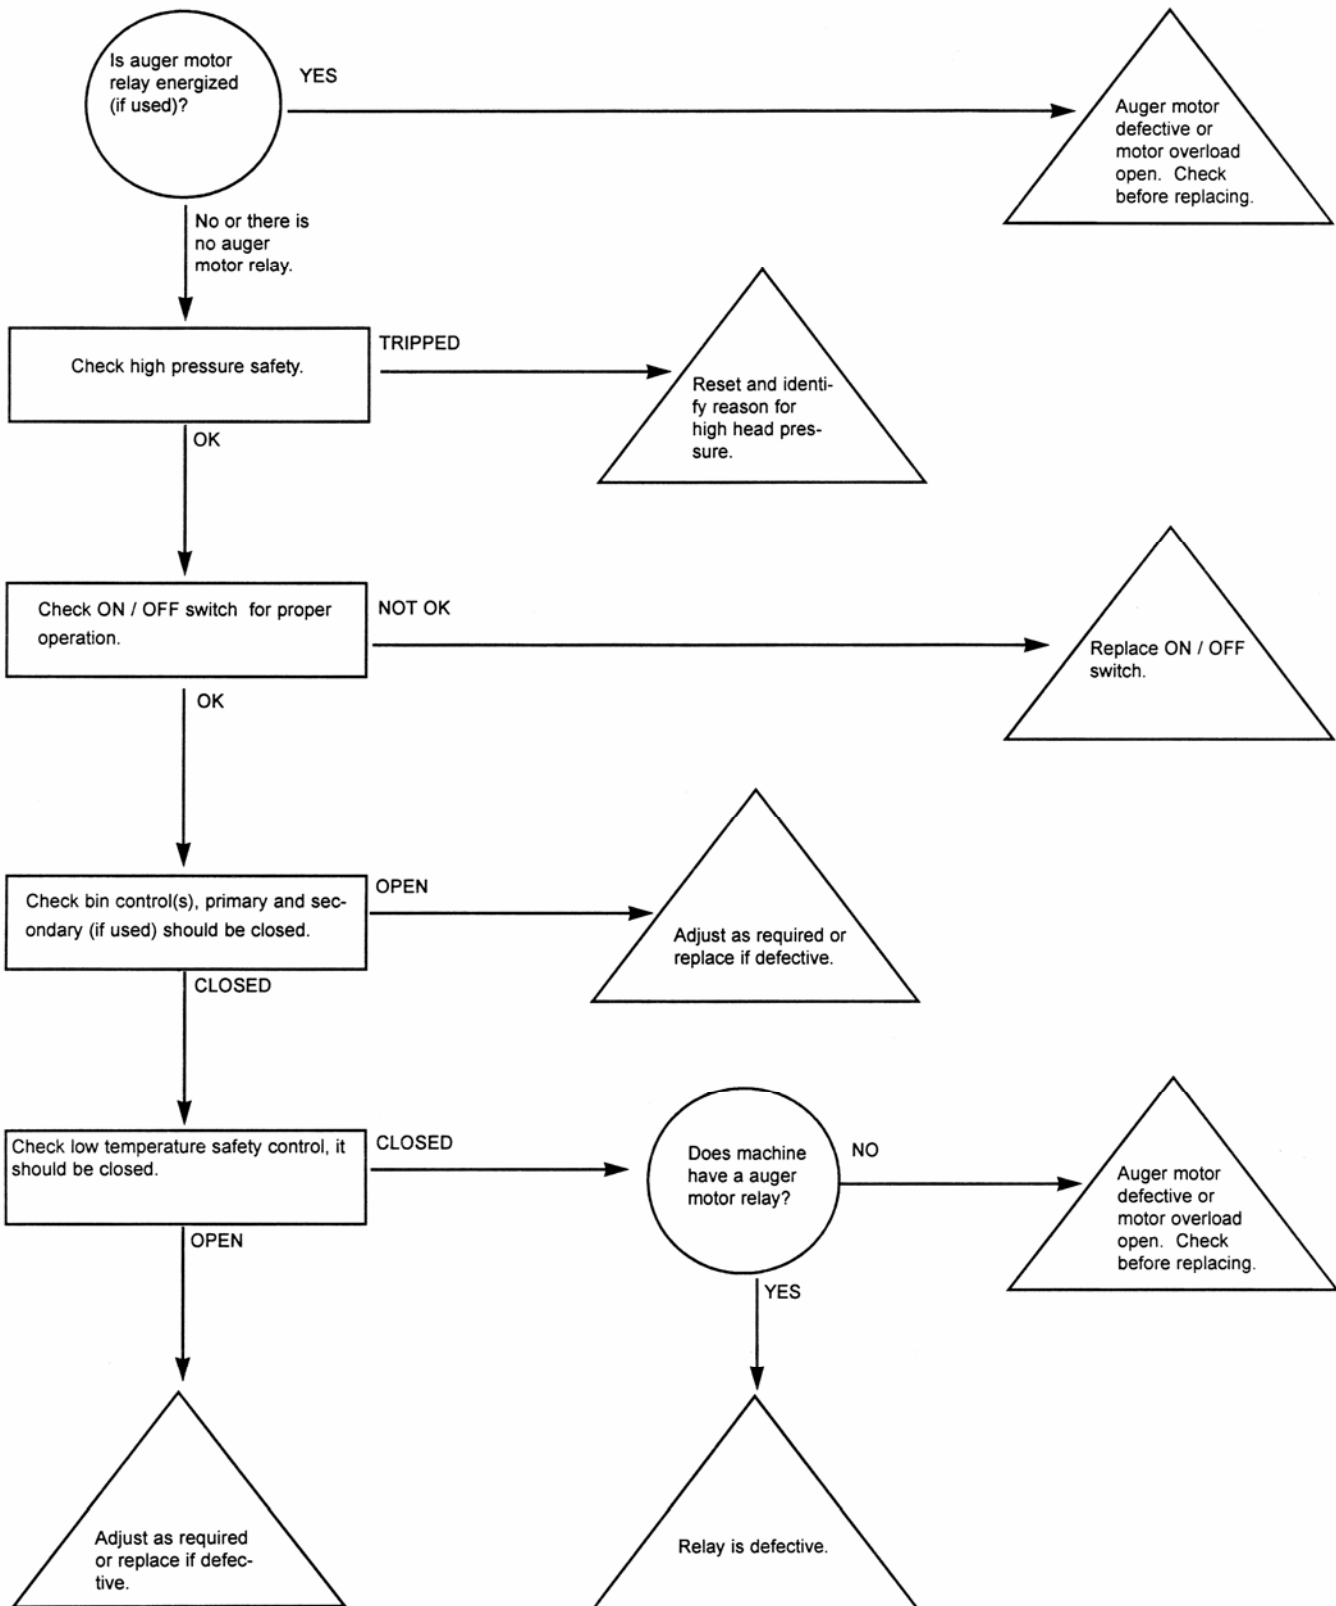 Is auger motor
relay energized
(if used)?
YES
Auger motor
defective or
motor overload
open. Check
before replacing.
No or there is
no auger
motor relay.
Check high pressure safety.
TRIPPED
Reset and identi-
fy reason for
high head pres-
sure.
OK
Check ON / OFF switch for proper
operation.
NOT OK
Replace ON / OFF
switch.
OK
Check bin control(s), primary and sec-
ondary (if used) should be closed.
OPEN
Adjust as required or
replace if defective.
CLOSED
Check low temperature safety control, it
should be closed.
CLOSED
Does machine
have a auger
motor relay?
NO
Auger motor
defective or
motor overload
open. Check
before replacing.
OPEN
YES
Adjust as required
or replace if defec-
tive.
Relay is defective.